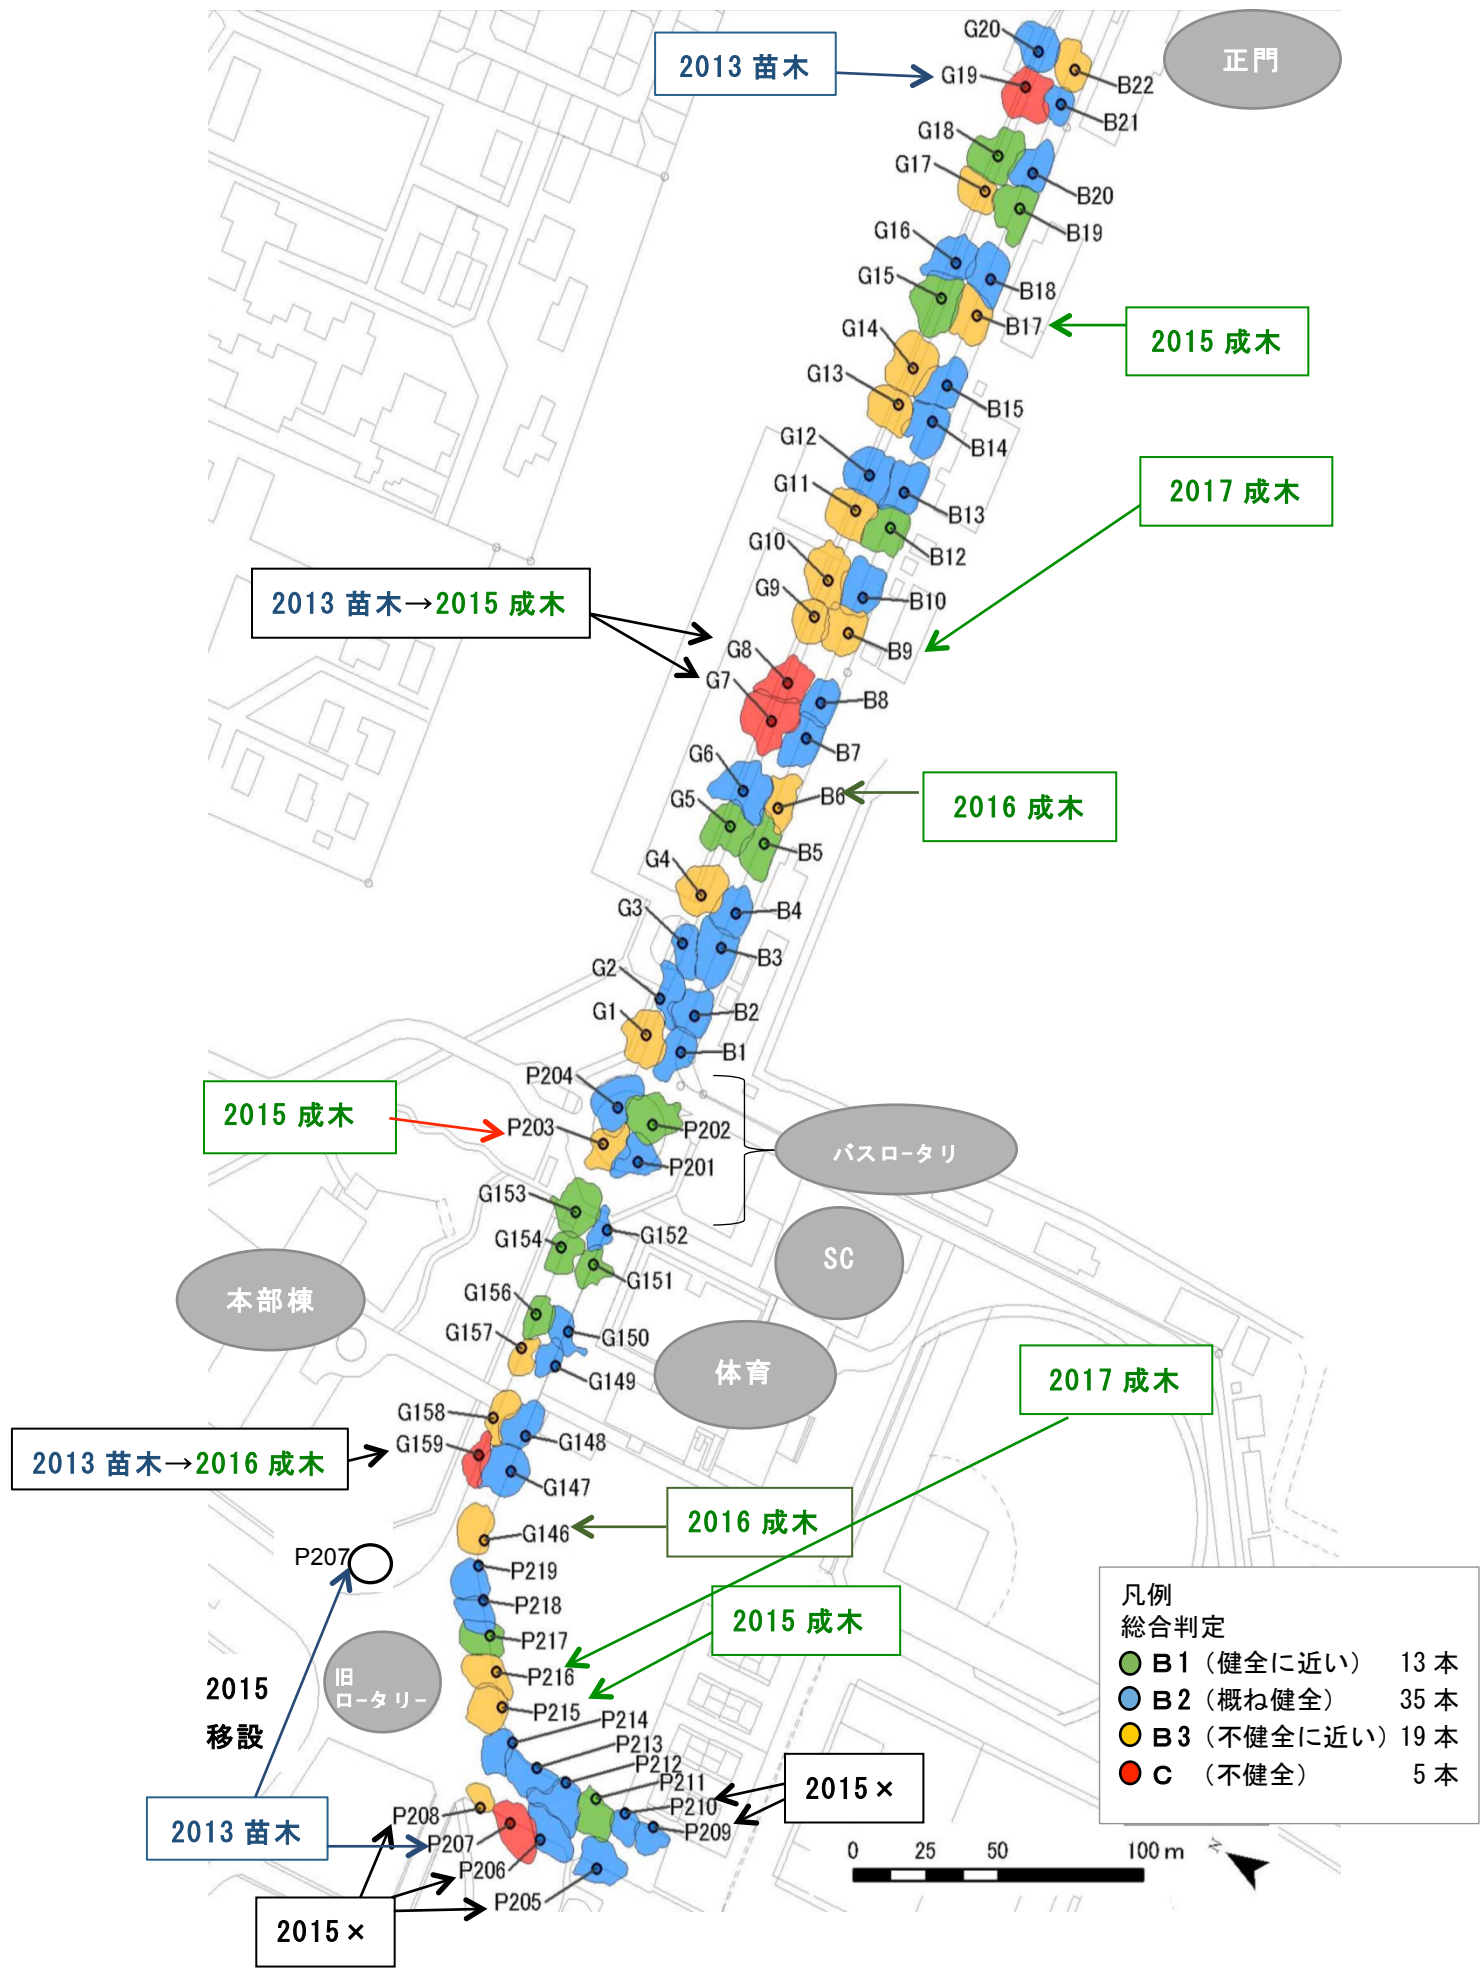 G20
正門
2013 苗木
G19
B22
B21
G18
G17
B20
B19
G16
G15
B18
B17
2015 成木
G14
G13
B15
B14
G12
G11
B13
B12
2017 成木
G10
G9
B10
B9
2013 苗木→2015 成木
G8
G7
B8
B7
G6
B6
2016 成木
G5
B5
G4
G3
B4
B3
G2
G1
B2
B1
P204
2015 成木
P203
P202
P201
バスロータリ
G153
G152
G154
G151
SC
本部棟
G156
G157
G150
G149
体育
2017 成木
G158
G159
G148
G147
2013 苗木→2016 成木
G146
2016 成木
P207
P219
P218
P217
2015 成木
P216
P215
旧
ロータリー
2015
移設
P214
P213
P212
P211
P210
P209
2015 ×
P208
P207
2013 苗木
P206
P205
2015 ×
凡例
総合判定
B1（健全に近い） 13 本
B2（概ね健全） 35 本
B3（不健全に近い） 19 本
C （不健全） 5 本
0 25 50 100 m
N